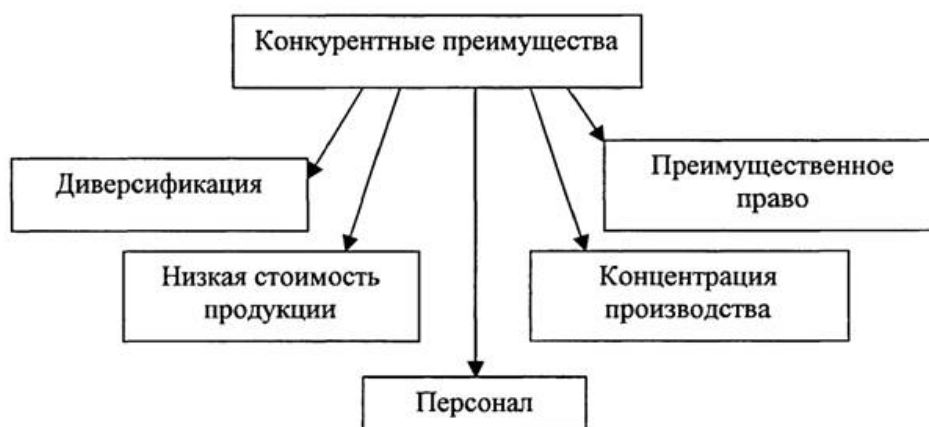 Конкурентные преимущества
Диверсификация
Преимущественное
право
Низкая стоимость
продукции
Концентрация
производства
Персонал